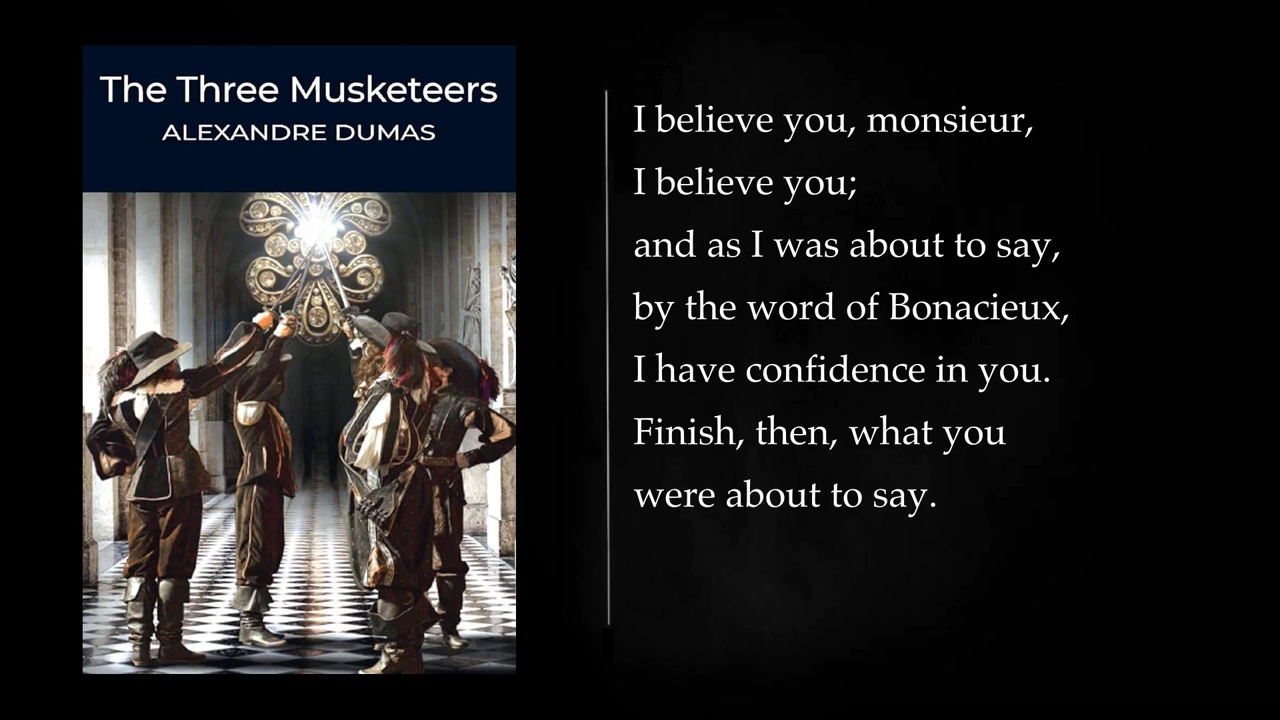 The Three Musketeers
ALEXANDRE DUMAS
I believe you, monsieur,
I believe you;
and as I was about to say,
by the word of Bonacieux,
I have confidence in you.
Finish, then, what you
were about to say.